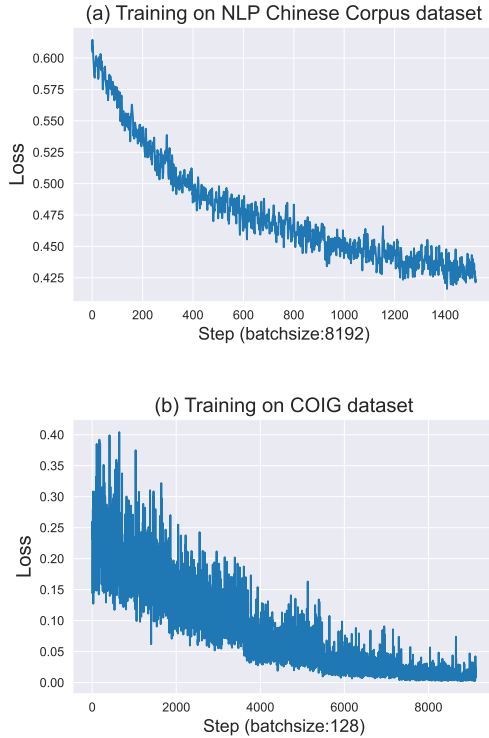 (a) Training on NLP Chinese Corpus dataset
0.600
0.575
0.550
0.525
0.500
0.475
0.450
0.425
Loss
0 200 400 600 800 1000 1200 1400
Step (batchsize:8192)
(b) Training on COIG dataset
0.40
0.35
0.30
0.25
0.20
0.15
0.10
0.05
0.00
Loss
0 2000 4000 6000 8000
Step (batchsize:128)